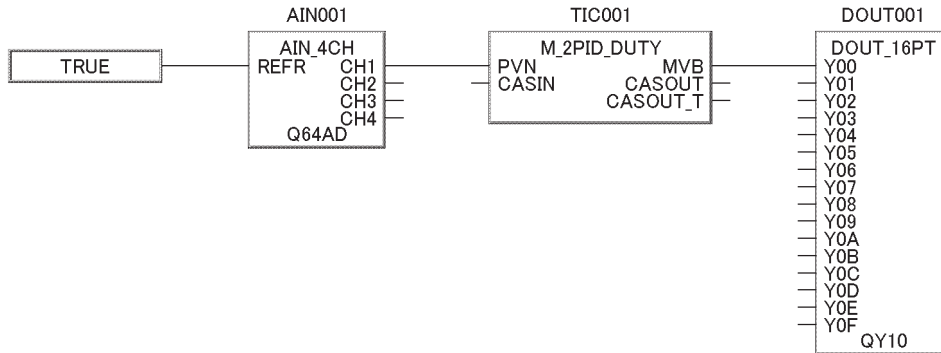 AIN001
TIC001
DOUT001
TRUE
AIN_4CH
REFR CH1
CH2
CH3
CH4
Q64AD
M_2PID_DUTY
PVN MVB
CASIN CASOUT
CASOUT_T
DOUT_16PT
Y00
Y01
Y02
Y03
Y04
Y05
Y06
Y07
Y08
Y09
Y0A
Y0B
Y0C
Y0D
Y0E
Y0F
QY10